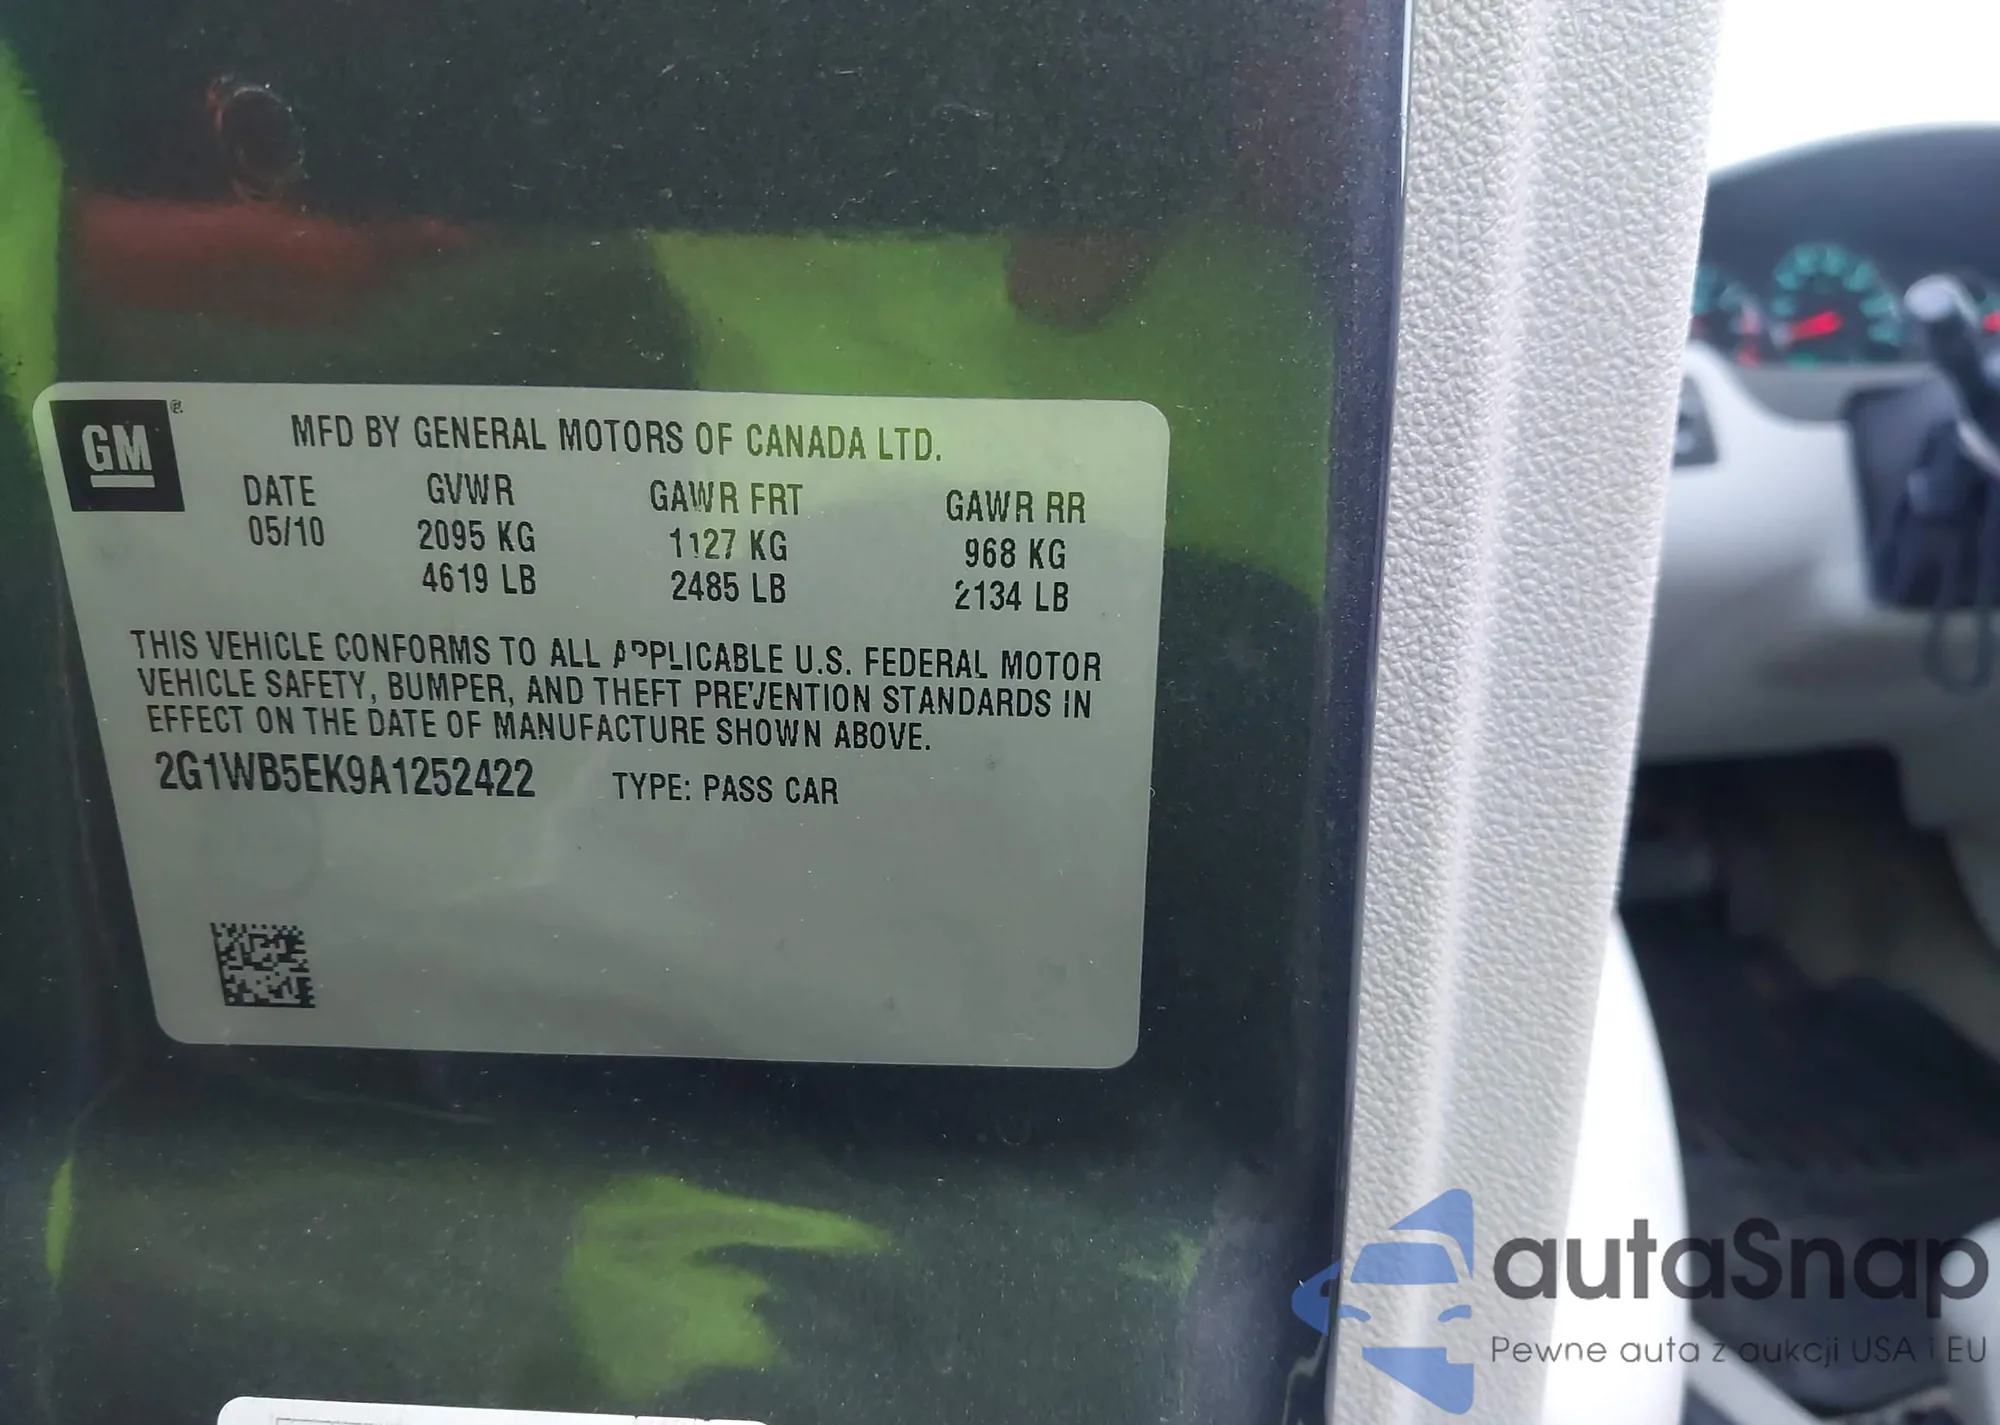 GM®
MFD BY GENERAL MOTORS OF CANADA LTD.
DATE GVWR GAWR FRT GAWR RR
05/10 2095 KG 1127 KG 968 KG
4619 LB 2485 LB 2134 LB
THIS VEHICLE CONFORMS TO ALL APPLICABLE U.S. FEDERAL MOTOR
VEHICLE SAFETY, BUMPER, AND THEFT PREVENTION STANDARDS IN
EFFECT ON THE DATE OF MANUFACTURE SHOWN ABOVE.
2G1WB5EK9A1252422 TYPE: PASS CAR
autaSnap
Pewne auta z aukcji USA i EU